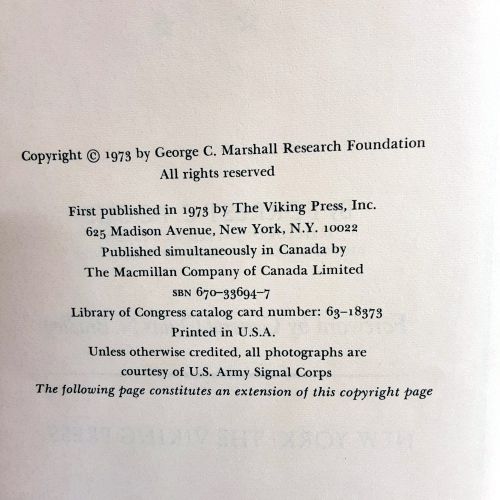 Copyright © 1973 by George C. Marshall Research Foundation
All rights reserved
First published in 1973 by The Viking Press, Inc.
625 Madison Avenue, New York, N.Y. 10022
Published simultaneously in Canada by
The Macmillan Company of Canada Limited
SBN 670-33694-7
Library of Congress catalog card number: 63-18373
Printed in U.S.A.
Unless otherwise credited, all photographs are
courtesy of U.S. Army Signal Corps
The following page constitutes an extension of this copyright page